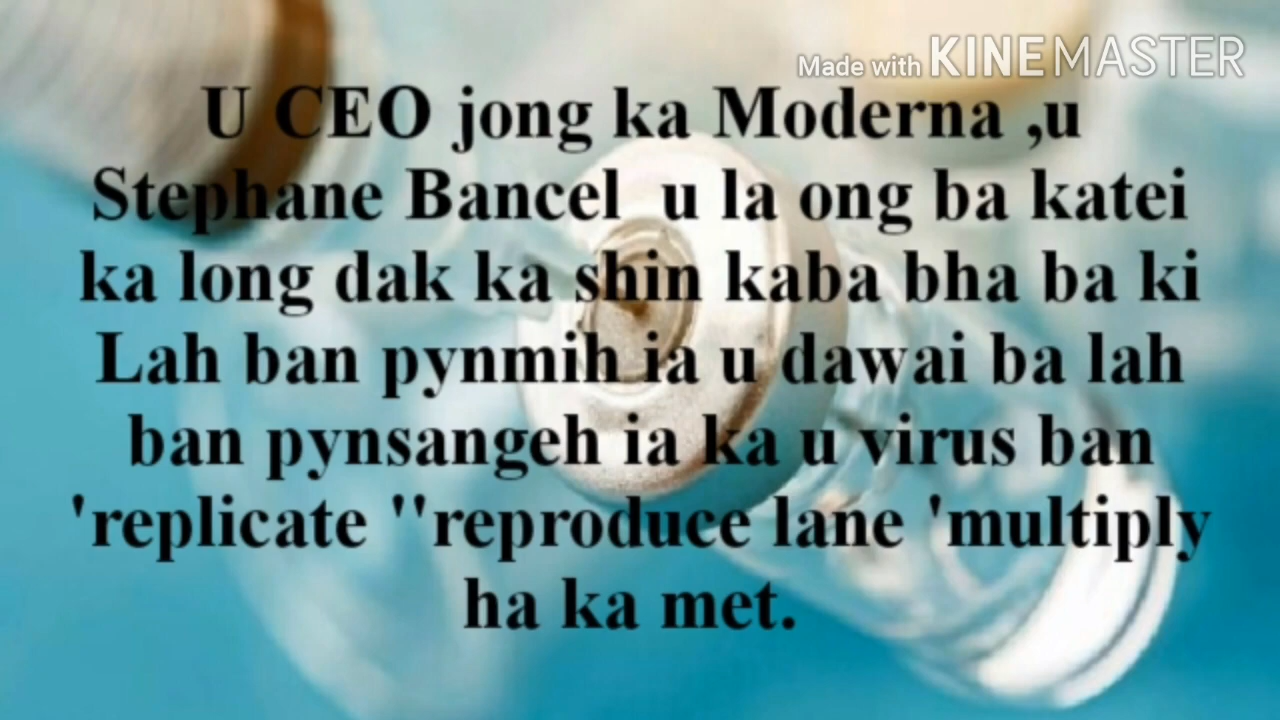 Made with KINEMASTER
U CEO jong ka Moderna ,u
Stephane Bancel u la ong ba katei
ka long dak ka shin kaba bha ba ki
Lah ban pynmih ia u dawai ba lah
ban pynsangeh ia ka u virus ban
'replicate ''reproduce lane 'multiply
ha ka met.